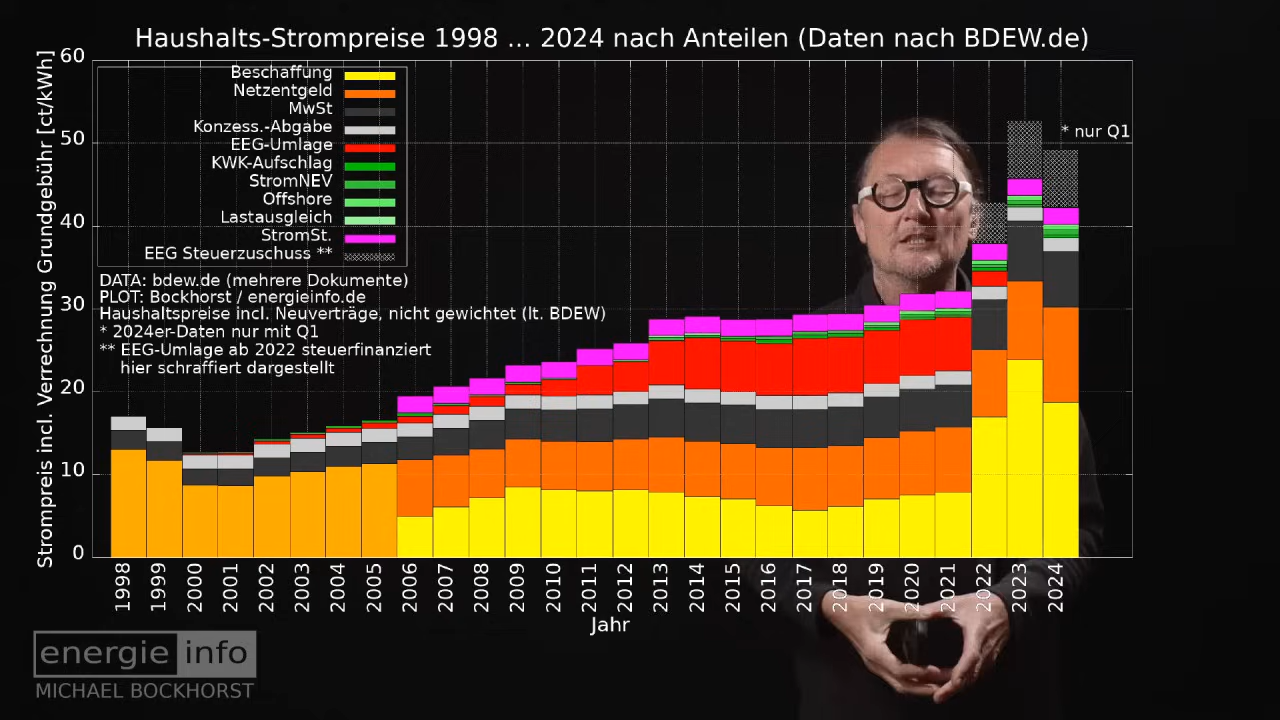 Haushalts-Strompreise 1998 ... 2024 nach Anteilen (Daten nach BDEW.de)
Strompreis incl. Verrechnung Grundgebühr [ct/kWh]
60
50
40
30
20
10
0
Beschaffung
Netzentgeld
MwSt
Konzess.-Abgabe
EEG-Umlage
KWK-Aufschlag
StromNEV
Offshore
Lastausgleich
StromSt.
EEG Steuerzuschuss **
* nur Q1
DATA: bdew.de (mehrere Dokumente)
PLOT: Bockhorst / energieinfo.de
Haushaltspreise incl. Neuverträge, nicht gewichtet (lt. BDEW)
* 2024er-Daten nur mit Q1
** EEG-Umlage ab 2022 steuerfinanziert
hier schraffiert dargestellt
1998 1999 2000 2001 2002 2003 2004 2005 2006 2007 2008 2009 2010 2011 2012 2013 2014 2015 2016 2017 2018 2019 2020 2021 2022 2023 2024
Jahr
energie info
MICHAEL BOCKHORST